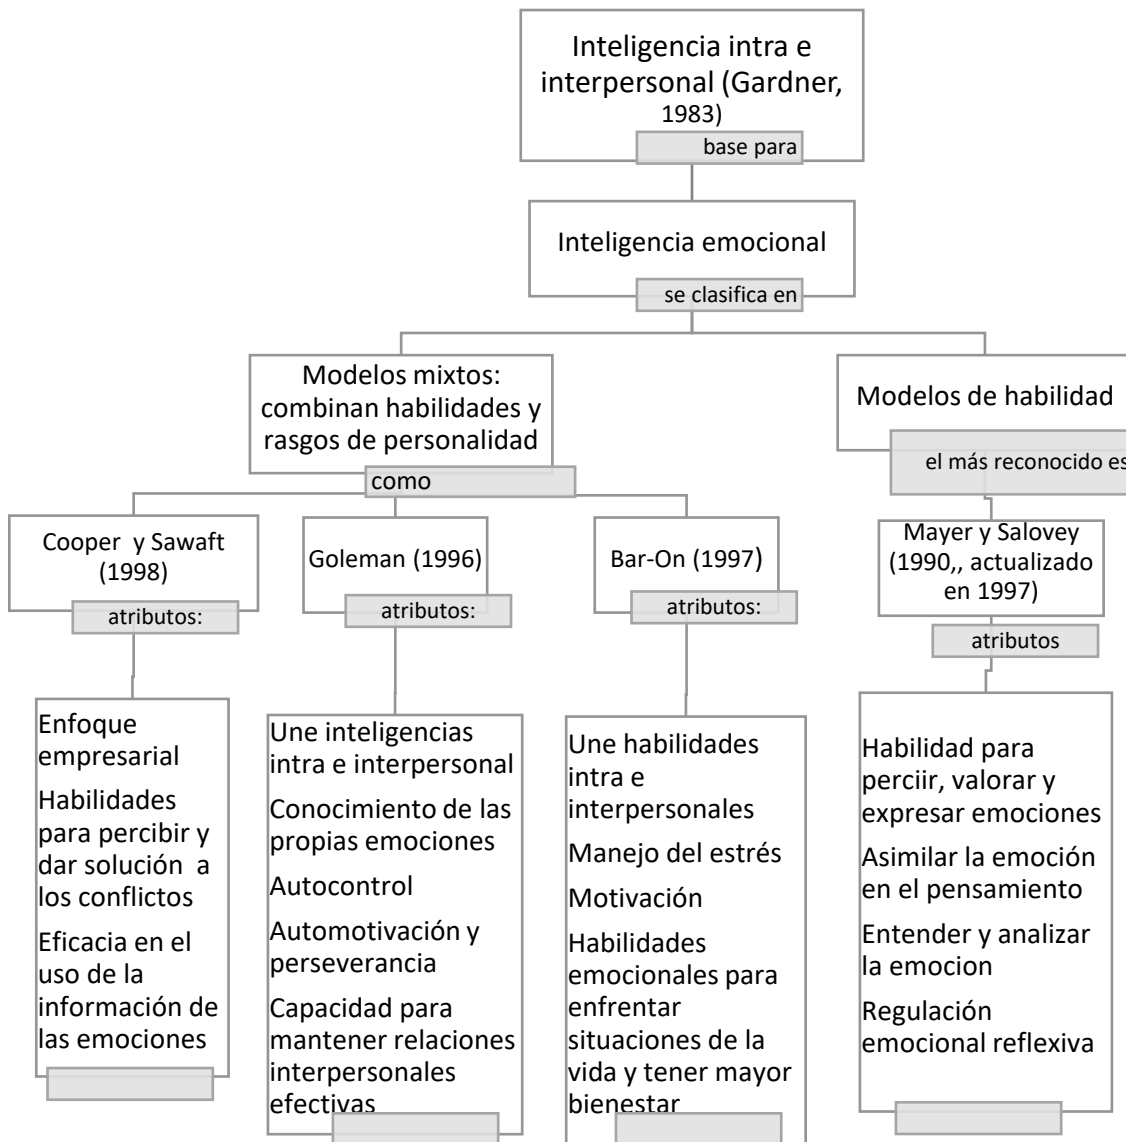 Inteligencia intra e
interpersonal (Gardner,
1983)
base para
Inteligencia emocional
se clasifica en
Modelos mixtos:
combinan habilidades y
rasgos de personalidad
como
Modelos de habilidad
el más reconocido es
Cooper y Sawaft
(1998)
atributos:
Goleman (1996)
atributos:
Bar-On (1997)
atributos:
Mayer y Salovey
(1990,, actualizado
en 1997)
atributos
Enfoque
empresarial
Habilidades
para percibir y
dar solución a
los conflictos
Eficacia en el
uso de la
información de
las emociones
Une inteligencias
intra e interpersonal
Conocimiento de las
propias emociones
Autocontrol
Automotivación y
perseverancia
Capacidad para
mantener relaciones
interpersonales
efectivas
Une habilidades
intra e
interpersonales
Manejo del estrés
Motivación
Habilidades
emocionales para
enfrentar
situaciones de la
vida y tener mayor
bienestar
Habilidad para
perciir, valorar y
expresar emociones
Asimilar la emoción
en el pensamiento
Entender y analizar
la emocion
Regulación
emocional reflexiva